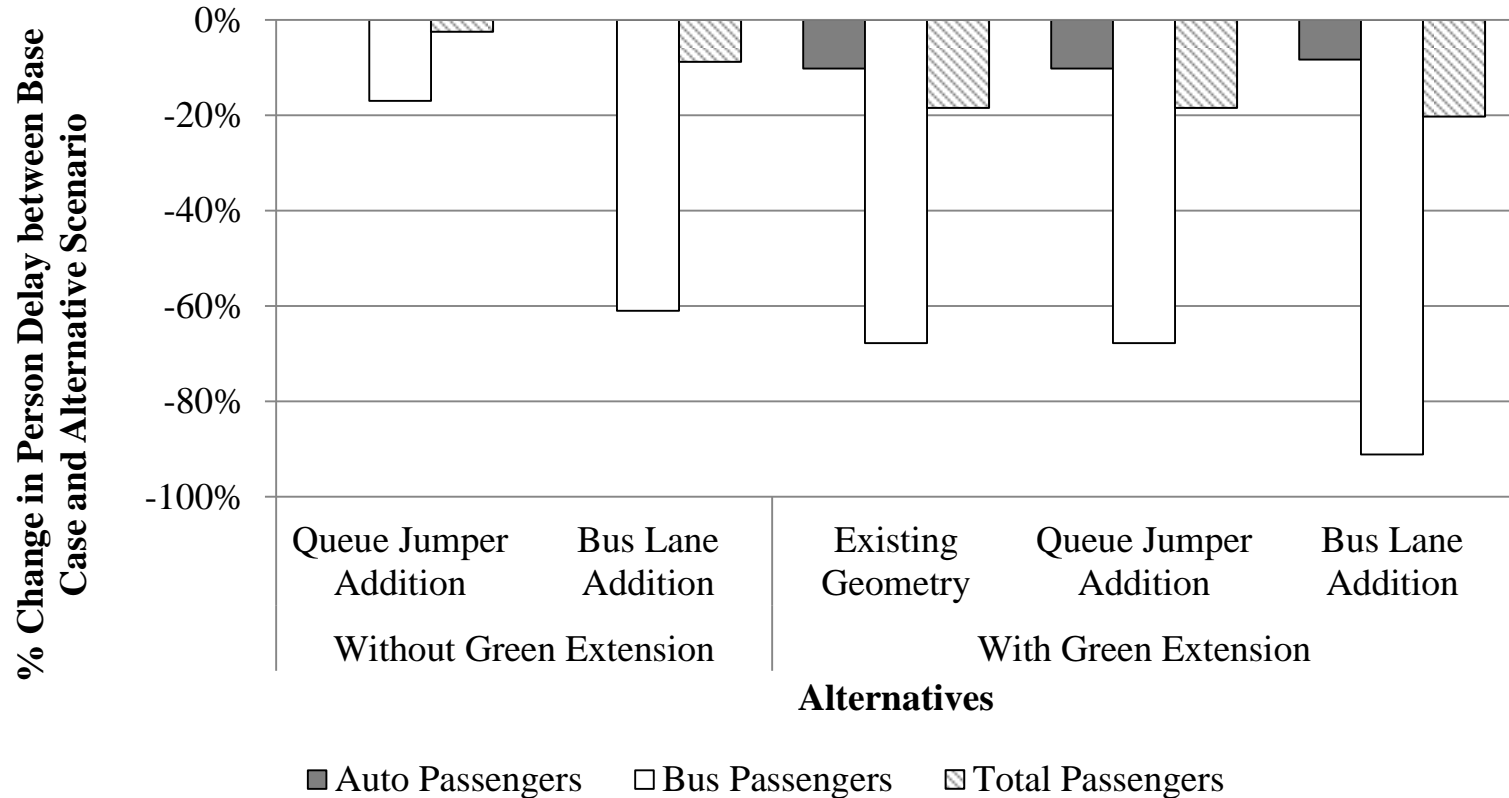 % Change in Person Delay between Base
Case and Alternative Scenario
0%
-20%
-40%
-60%
-80%
-100%
Queue Jumper
Addition
Bus Lane
Addition
Existing
Geometry
Queue Jumper
Addition
Bus Lane
Addition
Without Green Extension
With Green Extension
Alternatives
Auto Passengers
Bus Passengers
Total Passengers